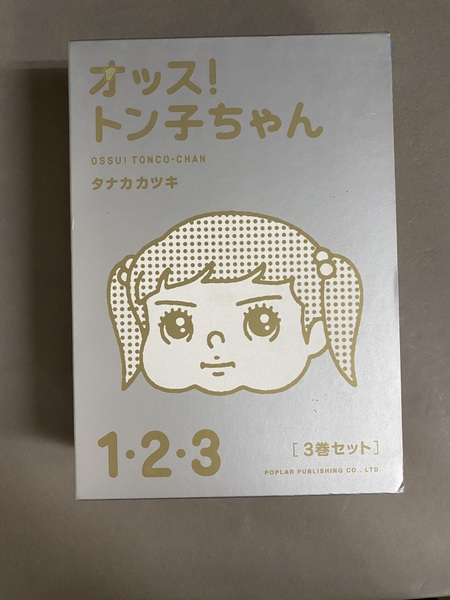 オッス!
トン子ちゃん
OSSU! TONCO-CHAN
タナカカツキ
1・2・3
[3巻セット]
POPLAR PUBLISHING CO., LTD